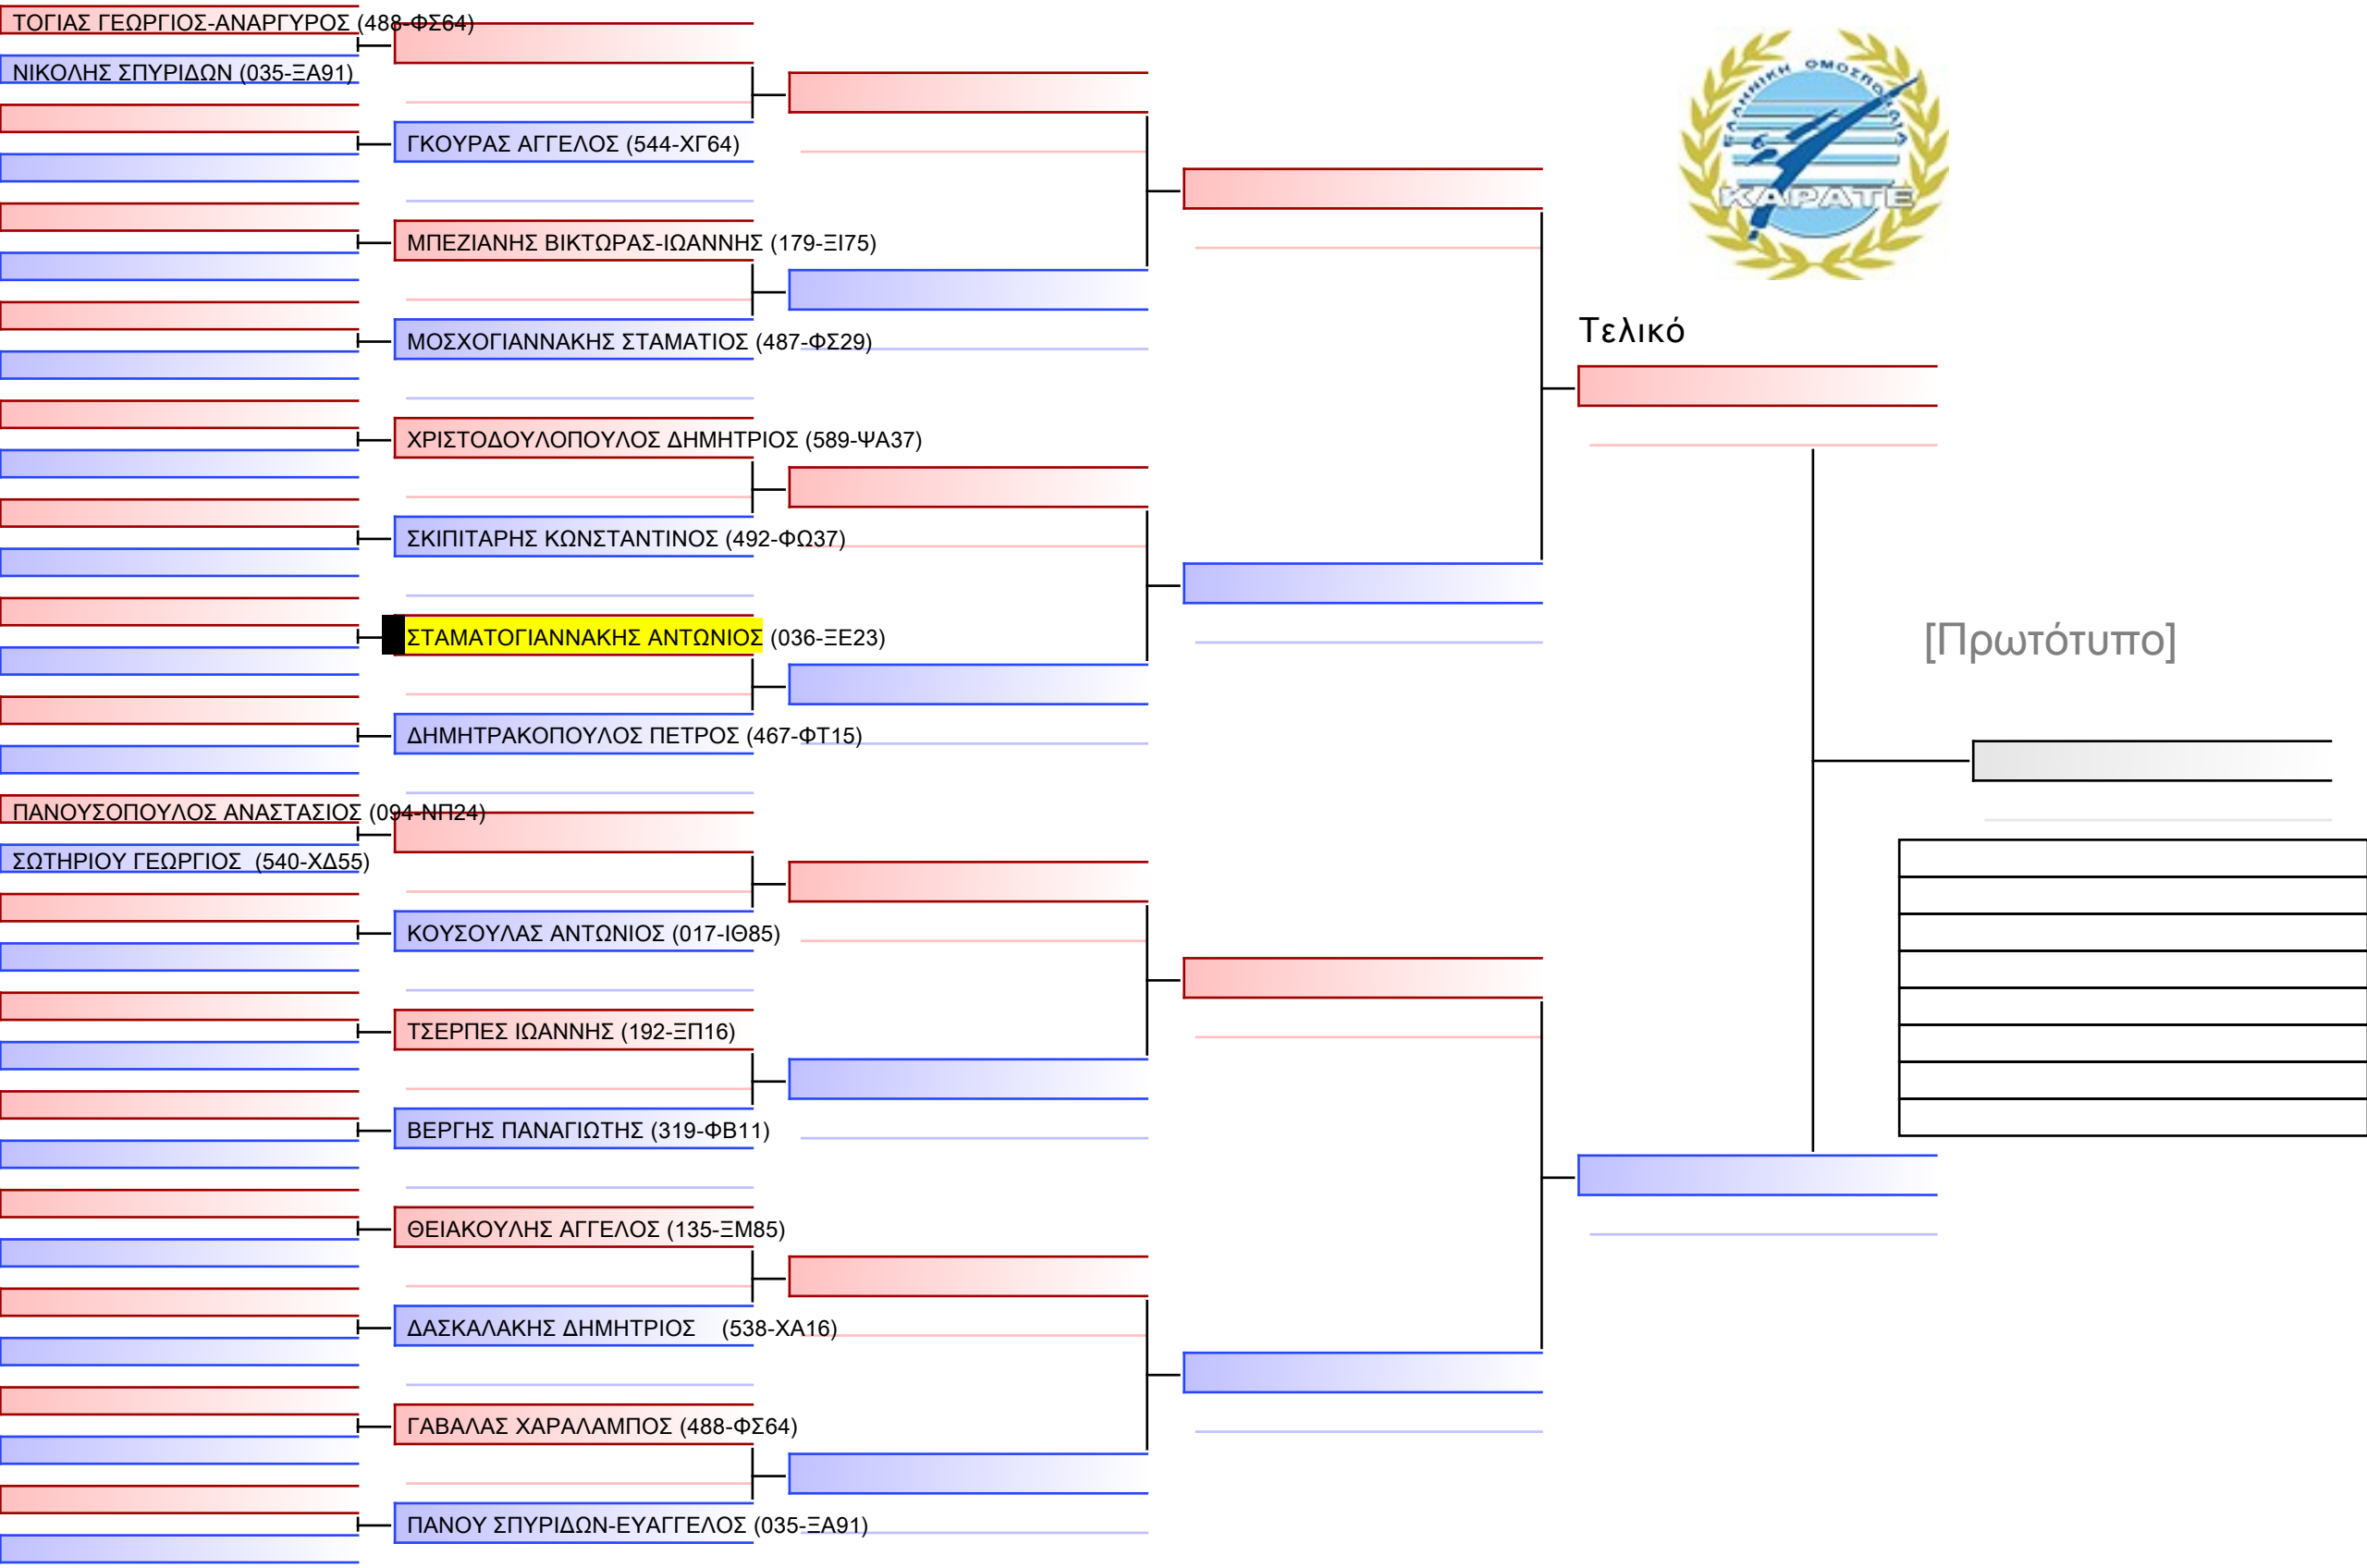 ΤΟΓΙΑΣ ΓΕΩΡΓΙΟΣ-ΑΝΑΡΓΥΡΟΣ (488-ΦΣ64)
ΝΙΚΟΛΗΣ ΣΠΥΡΙΔΩΝ (035-ΞΑ91)
ΓΚΟΥΡΑΣ ΑΓΓΕΛΟΣ (544-ΧΓ64)
ΜΠΕΖΙΑΝΗΣ ΒΙΚΤΩΡΑΣ-ΙΩΑΝΝΗΣ (179-ΞΙ75)
ΜΟΣΧΟΓΙΑΝΝΑΚΗΣ ΣΤΑΜΑΤΙΟΣ (487-ΦΣ29)
ΧΡΙΣΤΟΔΟΥΛΟΠΟΥΛΟΣ ΔΗΜΗΤΡΙΟΣ (589-ΨΑ37)
ΣΚΙΠΙΤΑΡΗΣ ΚΩΝΣΤΑΝΤΙΝΟΣ (492-ΦΩ37)
ΣΤΑΜΑΤΟΓΙΑΝΝΑΚΗΣ ΑΝΤΩΝΙΟΣ (036-ΞΕ23)
ΔΗΜΗΤΡΑΚΟΠΟΥΛΟΣ ΠΕΤΡΟΣ (467-ΦΤ15)
ΠΑΝΟΥΣΟΠΟΥΛΟΣ ΑΝΑΣΤΑΣΙΟΣ (094-ΝΠ24)
ΣΩΤΗΡΙΟΥ ΓΕΩΡΓΙΟΣ (540-ΧΔ55)
ΚΟΥΣΟΥΛΑΣ ΑΝΤΩΝΙΟΣ (017-ΙΘ85)
ΤΣΕΡΠΕΣ ΙΩΑΝΝΗΣ (192-ΞΠ16)
ΒΕΡΓΗΣ ΠΑΝΑΓΙΩΤΗΣ (319-ΦΒ11)
ΘΕΙΑΚΟΥΛΗΣ ΑΓΓΕΛΟΣ (135-ΞΜ85)
ΔΑΣΚΑΛΑΚΗΣ ΔΗΜΗΤΡΙΟΣ (538-ΧΑ16)
ΓΑΒΑΛΑΣ ΧΑΡΑΛΑΜΠΟΣ (488-ΦΣ64)
ΠΑΝΟΥ ΣΠΥΡΙΔΩΝ-ΕΥΑΓΓΕΛΟΣ (035-ΞΑ91)
ΕΛΛΗΝΙΚΗ ΟΜΟΣΠΟΝΔΙΑ
ΚΑΡΑΤΕ
Τελικό
[Πρωτότυπο]